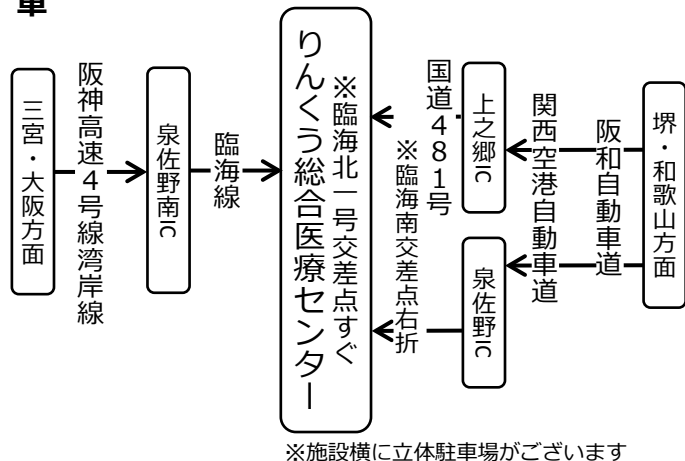 車
三宮・大阪方面
阪神高速4号線湾岸線
泉佐野南IC
臨海線
りんくう総合医療センター
※臨海北一号交差点すぐ
国道481号
※臨海南交差点右折
上之郷IC
泉佐野IC
関西空港自動車道
阪和自動車道
堺・和歌山方面
※施設横に立体駐車場がございます